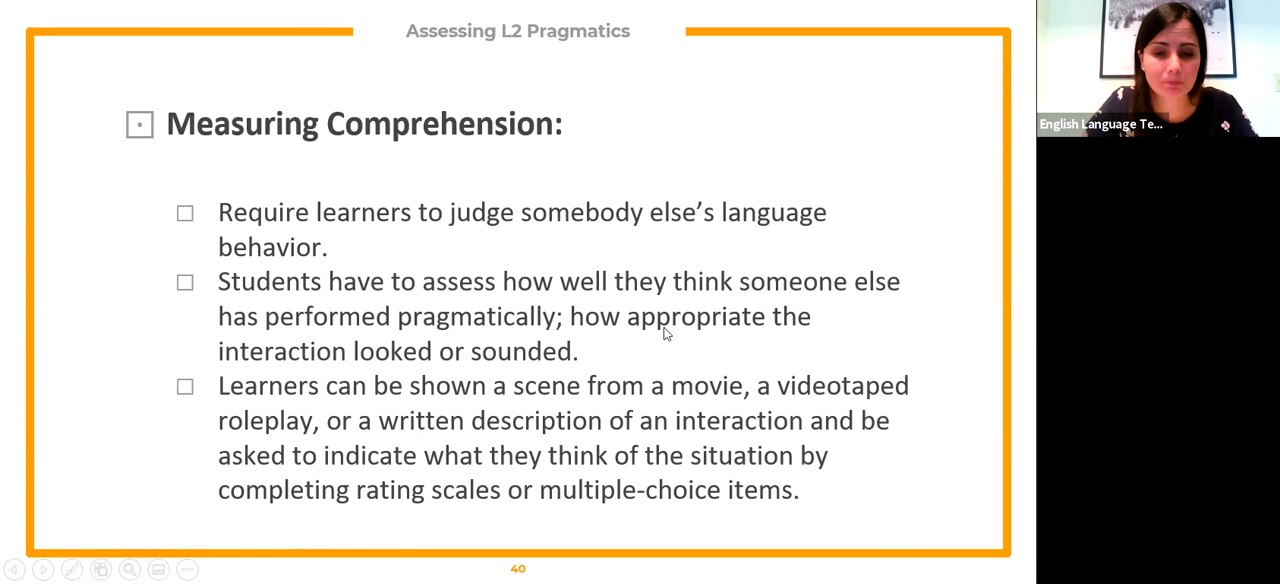 Assessing L2 Pragmatics
Measuring Comprehension:
Require learners to judge somebody else's language
behavior.
Students have to assess how well they think someone else
has performed pragmatically; how appropriate the
interaction looked or sounded.
Learners can be shown a scene from a movie, a videotaped
roleplay, or a written description of an interaction and be
asked to indicate what they think of the situation by
completing rating scales or multiple-choice items.
40
English Language Te...